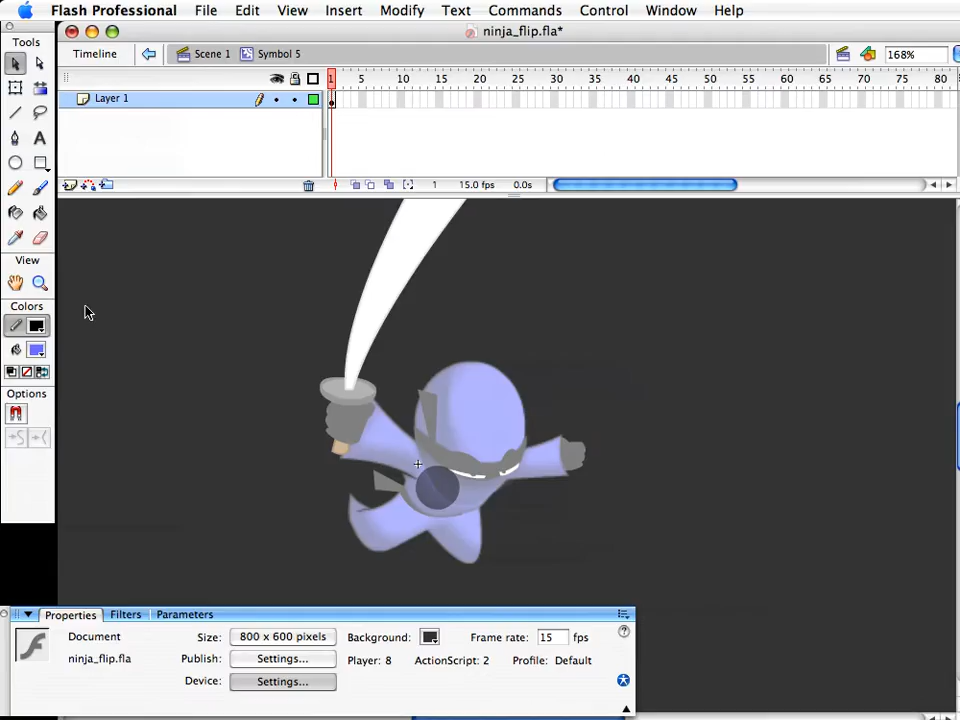 Flash Professional File Edit View Insert Modify Text Commands Control Window Help
Tools
Timeline
ninja_flip.fla*
Scene 1
Symbol 5
168%
1 5 10 15 20 25 30 35 40 45 50 55 60 65 70 75 80
Layer 1
1 15.0 fps 0.0s
View
Colors
Options
Properties Filters Parameters
Document
Size: 800 x 600 pixels
Background:
Frame rate: 15 fps
ninja_flip.fla
Publish: Settings...
Player: 8 ActionScript: 2 Profile: Default
Device: Settings...